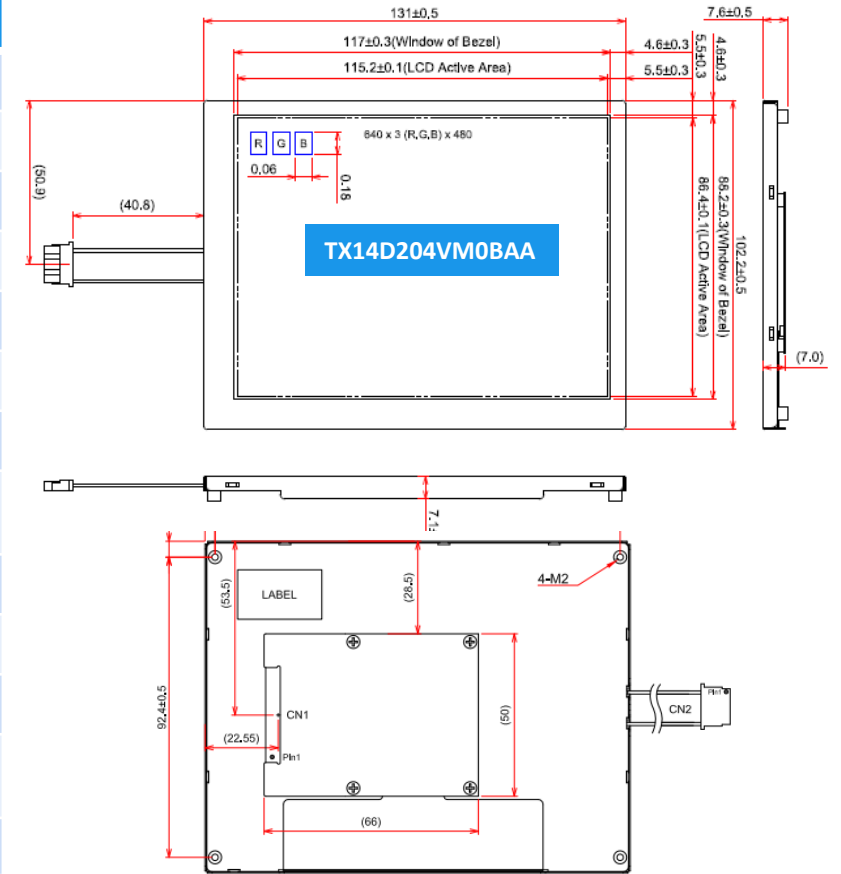 131±0.5
7.6±0.5
117±0.3(Window of Bezel)
4.6±0.3
115.2±0.1(LCD Active Area)
5.5±0.3
5.5±0.3
4.6±0.3
R G B
640 x 3 (R,G,B) x 480
0.06
0.18
(50.9)
(40.8)
TX14D204VM0BAA
86.4±0.1(LCD Active Area)
88.2±0.3(Window of Bezel)
102.2±0.5
(7.0)
7.1
4-M2
LABEL
(53.5)
(28.5)
92.4±0.5
CN1
(22.55)
Pin1
(50)
(66)
Pin1
CN2